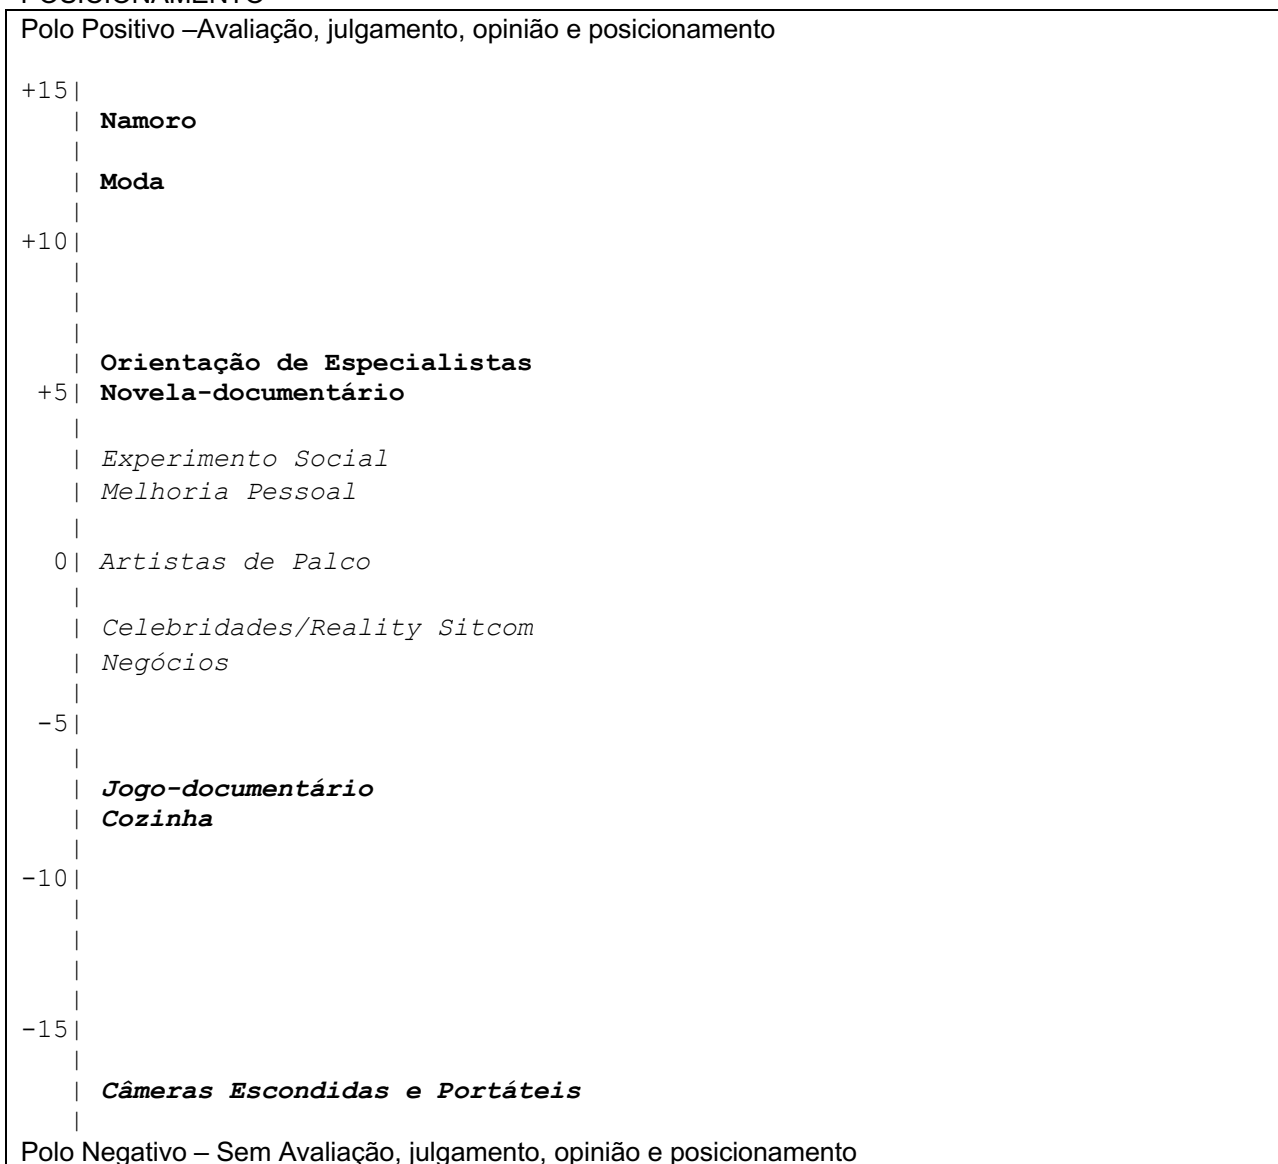 POSICIONAMENTO
Polo Positivo –Avaliação, julgamento, opinião e posicionamento
+15|
| Namoro
|
| Moda
|
+10|
|
|
|
| Orientação de Especialistas
+5| Novela-documentário
|
| Experimento Social
| Melhoria Pessoal
|
0| Artistas de Palco
|
| Celebridades/Reality Sitcom
| Negócios
|
-5|
|
| Jogo-documentário
| Cozinha
|
-10|
|
|
|
|
-15|
|
| Câmeras Escondidas e Portáteis
|
Polo Negativo – Sem Avaliação, julgamento, opinião e posicionamento